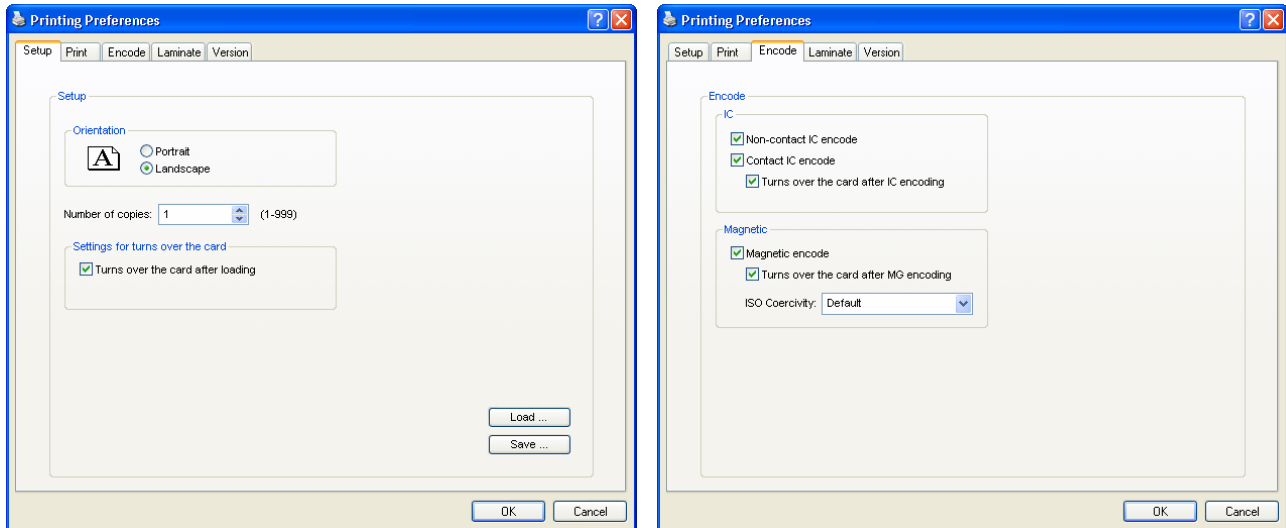 Printing Preferences
Setup Print Encode Laminate Version
Setup
Orientation
A
Portrait
Landscape
Number of copies: 1 (1-999)
Settings for turns over the card
Turns over the card after loading
Load ...
Save ...
OK Cancel
Printing Preferences
Setup Print Encode Laminate Version
Encode
IC
Non-contact IC encode
Contact IC encode
Turns over the card after IC encoding
Magnetic
Magnetic encode
Turns over the card after MG encoding
ISO Coercivity: Default
OK Cancel